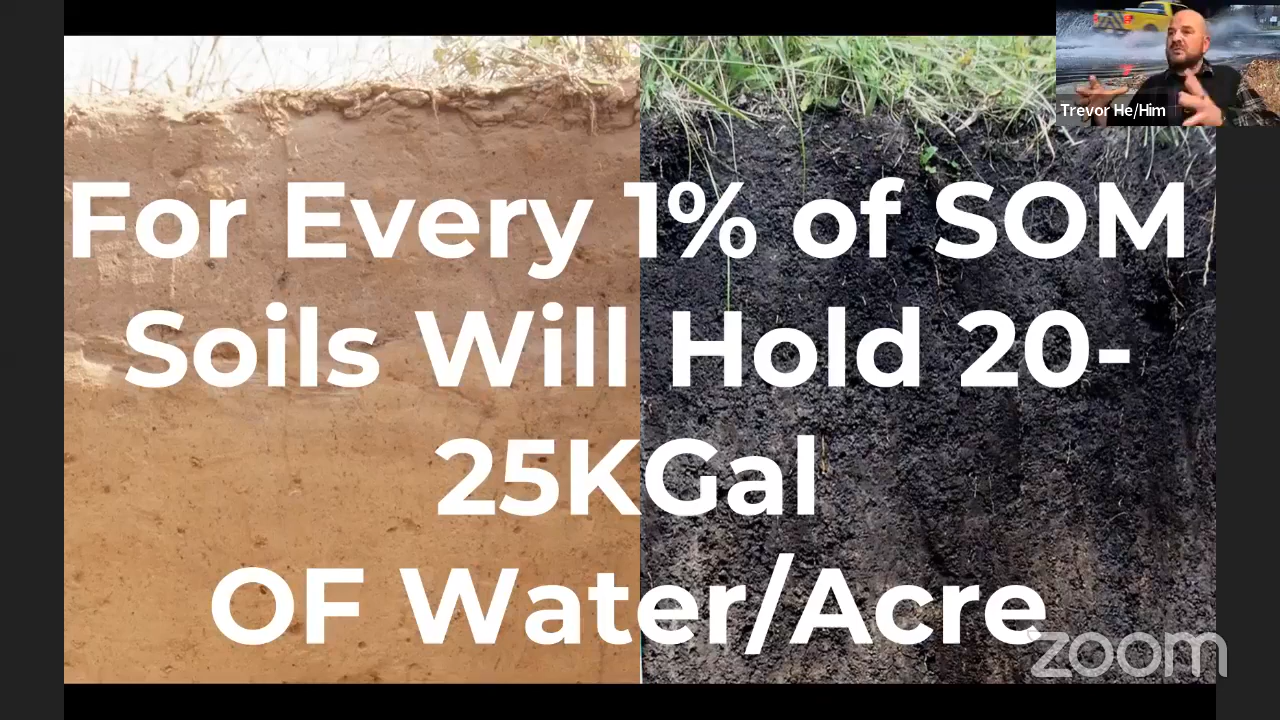 Trevor He/Him
For Every 1% of SOM
Soils Will Hold 20-
25KGal
OF Water/Acre
zoom